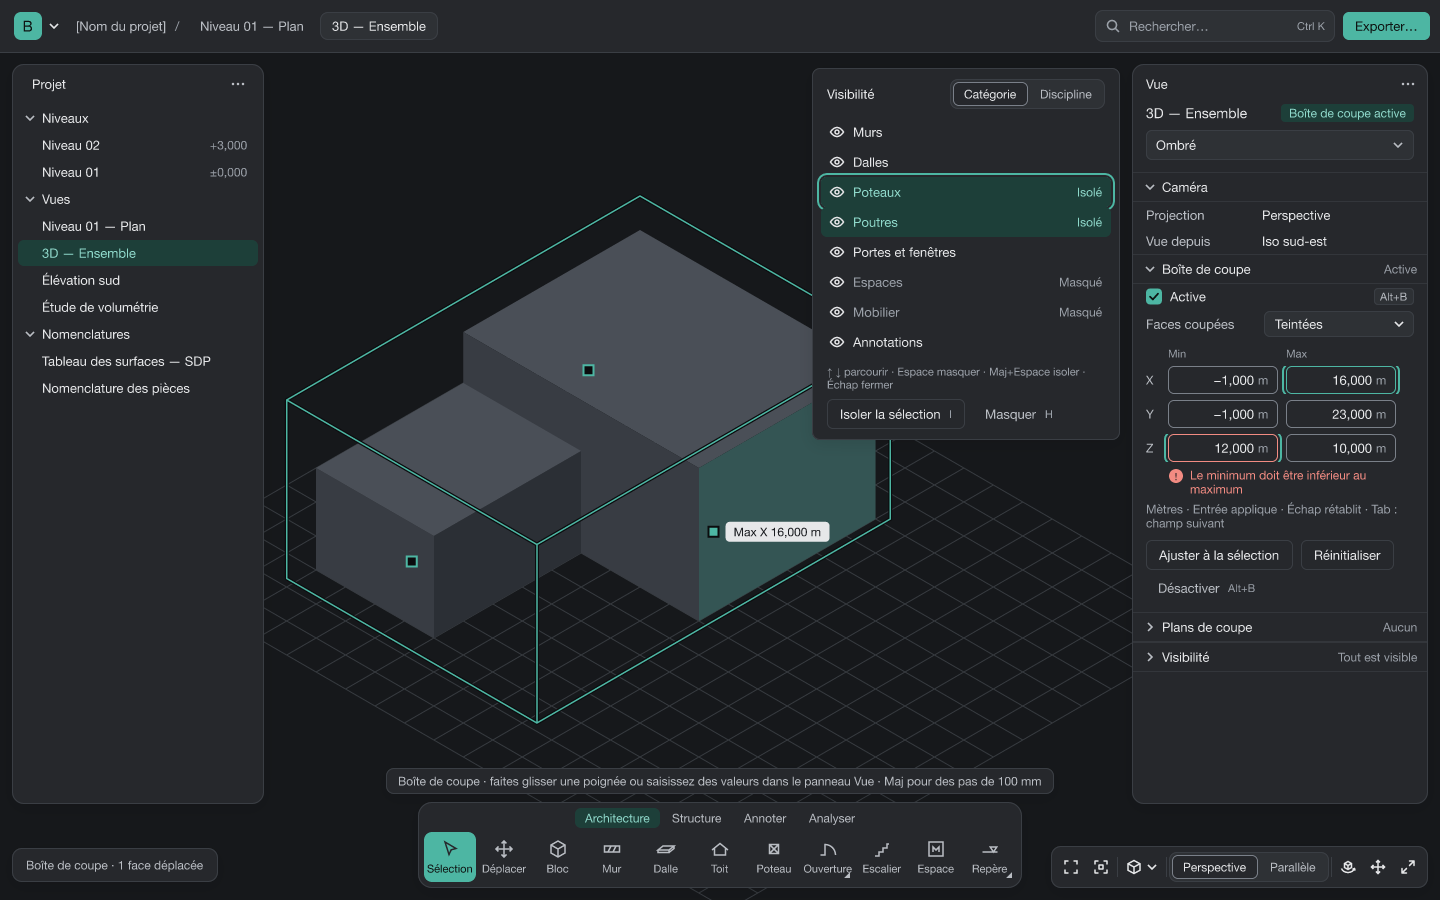 B [Nom du projet] / Niveau 01 — Plan 3D — Ensemble Rechercher… Ctrl K Exporter…
Projet
Niveaux
Niveau 02 +3,000
Niveau 01 ±0,000
Vues
Niveau 01 — Plan
3D — Ensemble
Élévation sud
Étude de volumétrie
Nomenclatures
Tableau des surfaces — SDP
Nomenclature des pièces
Visibilité Catégorie Discipline
Murs
Dalles
Poteaux Isolé
Poutres Isolé
Portes et fenêtres
Espaces Masqué
Mobilier Masqué
Annotations
↑ ↓ parcourir · Espace masquer · Maj+Espace isoler ·
Échap fermer
Isoler la sélection I Masquer H
Max X 16,000 m
Vue
3D — Ensemble Boîte de coupe active
Ombré
Caméra
Projection Perspective
Vue depuis Iso sud-est
Boîte de coupe Active
Active Alt+B
Faces coupées Teintées
Min Max
X −1,000 m 16,000 m
Y −1,000 m 23,000 m
Z 12,000 m 10,000 m
Le minimum doit être inférieur au
maximum
Mètres · Entrée applique · Échap rétablit · Tab :
champ suivant
Ajuster à la sélection Réinitialiser
Désactiver Alt+B
Plans de coupe Aucun
Visibilité Tout est visible
Boîte de coupe · faites glisser une poignée ou saisissez des valeurs dans le panneau Vue · Maj pour des pas de 100 mm
Architecture Structure Annoter Analyser
Sélection Déplacer Bloc Mur Dalle Toit Poteau Ouverture Escalier Espace Repère
Boîte de coupe · 1 face déplacée
Perspective Parallèle